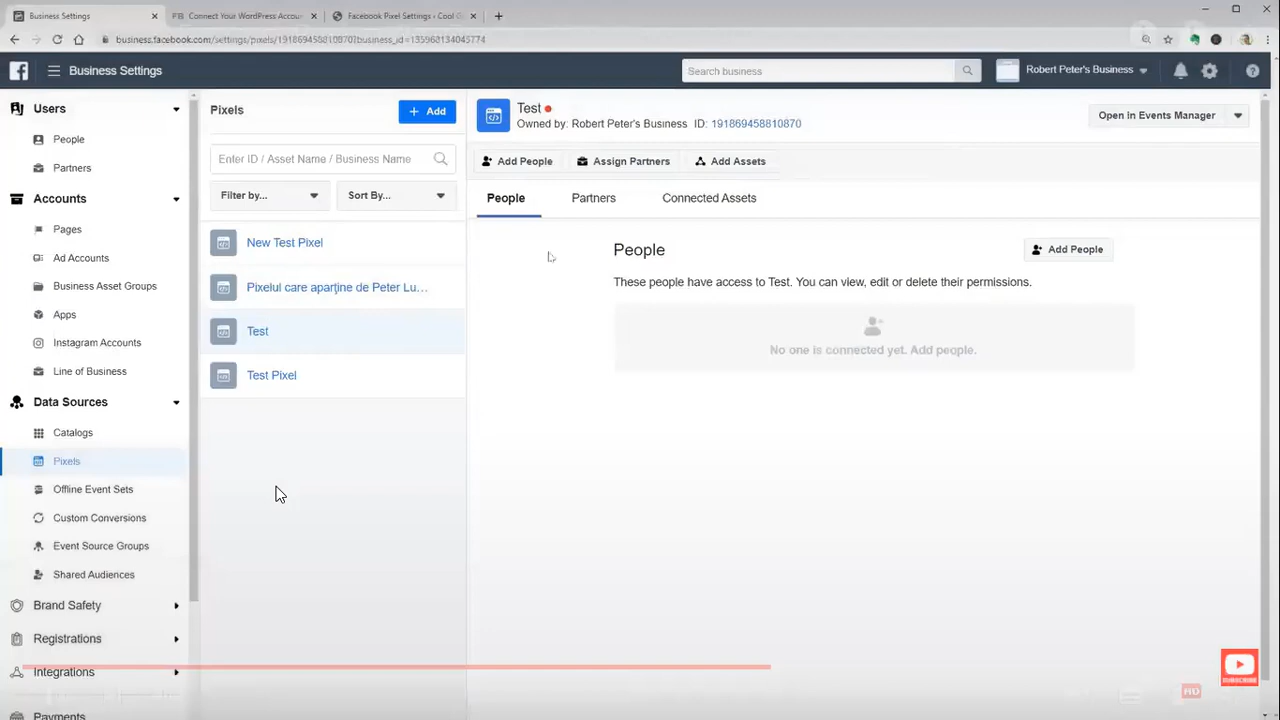 Business Settings
Connect Your WordPress Accou
Facebook Pixel Settings ‹ Cool G
business.facebook.com/settings/pixels/191869458810870?business_id=135963134045774
Business Settings
Search business
Robert Peter's Business
Users
People
Partners
Accounts
Pages
Ad Accounts
Business Asset Groups
Apps
Instagram Accounts
Line of Business
Data Sources
Catalogs
Pixels
Offline Event Sets
Custom Conversions
Event Source Groups
Shared Audiences
Brand Safety
Registrations
Integrations
Payments
Pixels
+ Add
Enter ID / Asset Name / Business Name
Filter by...
Sort By...
New Test Pixel
Pixelul care aparține de Peter Lu…
Test
Test Pixel
Test
Owned by: Robert Peter's Business ID: 191869458810870
Open in Events Manager
Add People
Assign Partners
Add Assets
People
Partners
Connected Assets
People
Add People
These people have access to Test. You can view, edit or delete their permissions.
No one is connected yet. Add people.
SUBSCRIBE
HD